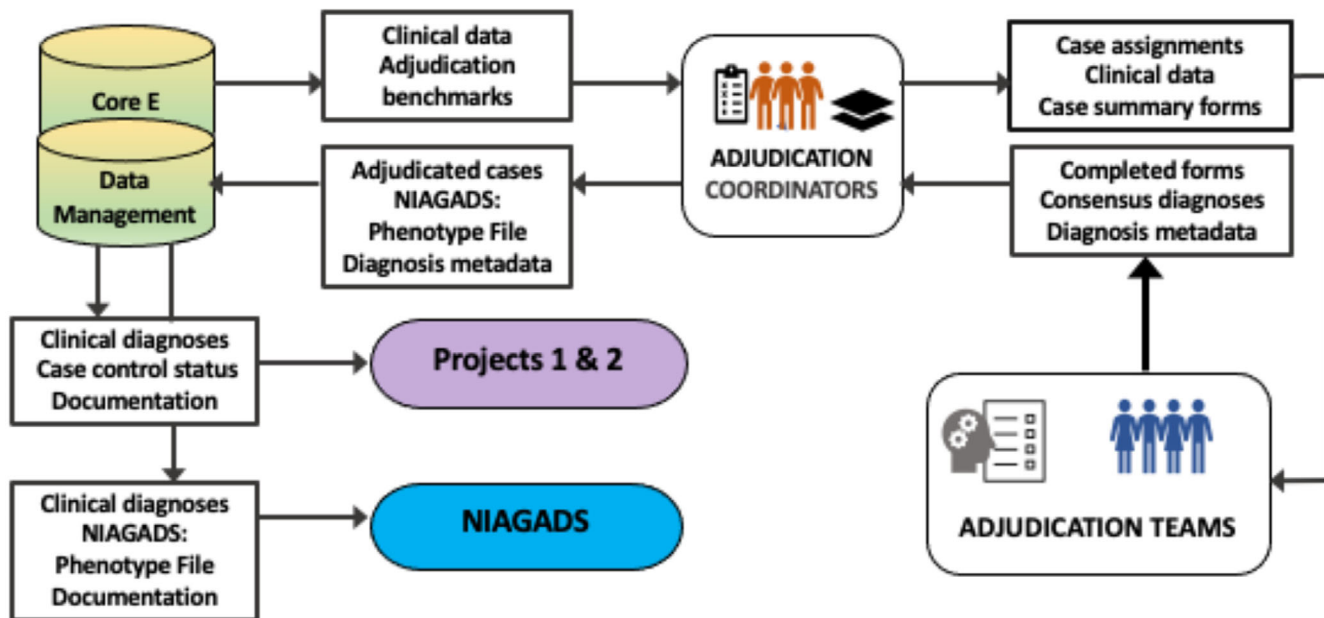 Core E
Data
Management
Clinical data
Adjudication
benchmarks
ADJUDICATION
COORDINATORS
Case assignments
Clinical data
Case summary forms
Adjudicated cases
NIAGADS:
Phenotype File
Diagnosis metadata
Completed forms
Consensus diagnoses
Diagnosis metadata
Clinical diagnoses
Case control status
Documentation
Projects 1 & 2
ADJUDICATION TEAMS
Clinical diagnoses
NIAGADS:
Phenotype File
Documentation
NIAGADS